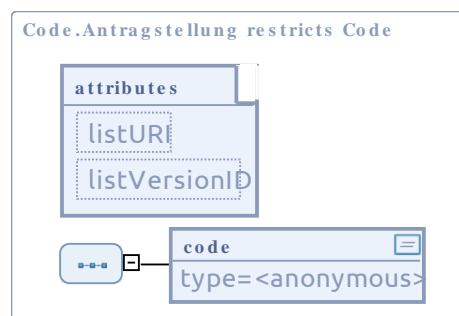 Code.Antragstellung restricts Code
attributes
listURI
listVersionID
code
type=<anonymous>